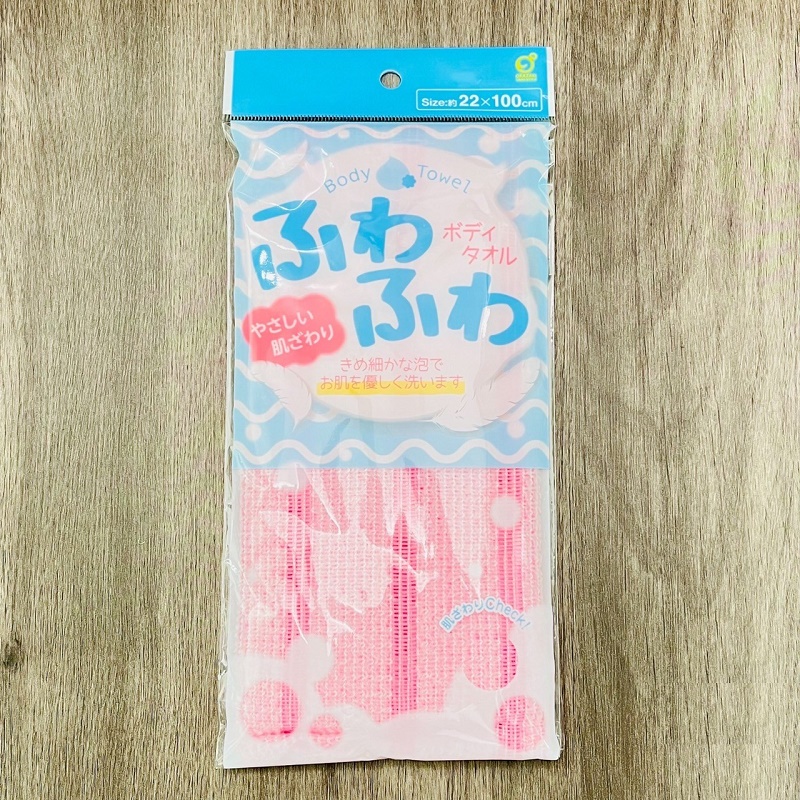 Size:約22×100cm
Body Towel
ふわ
ふわ
ボディ
タオル
やさしい
肌ざわり
きめ細かな泡で
お肌を優しく洗います
肌ざわりCheck!